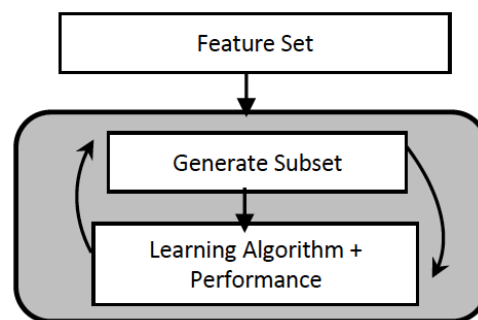 Feature Set
Generate Subset
Learning Algorithm +
Performance